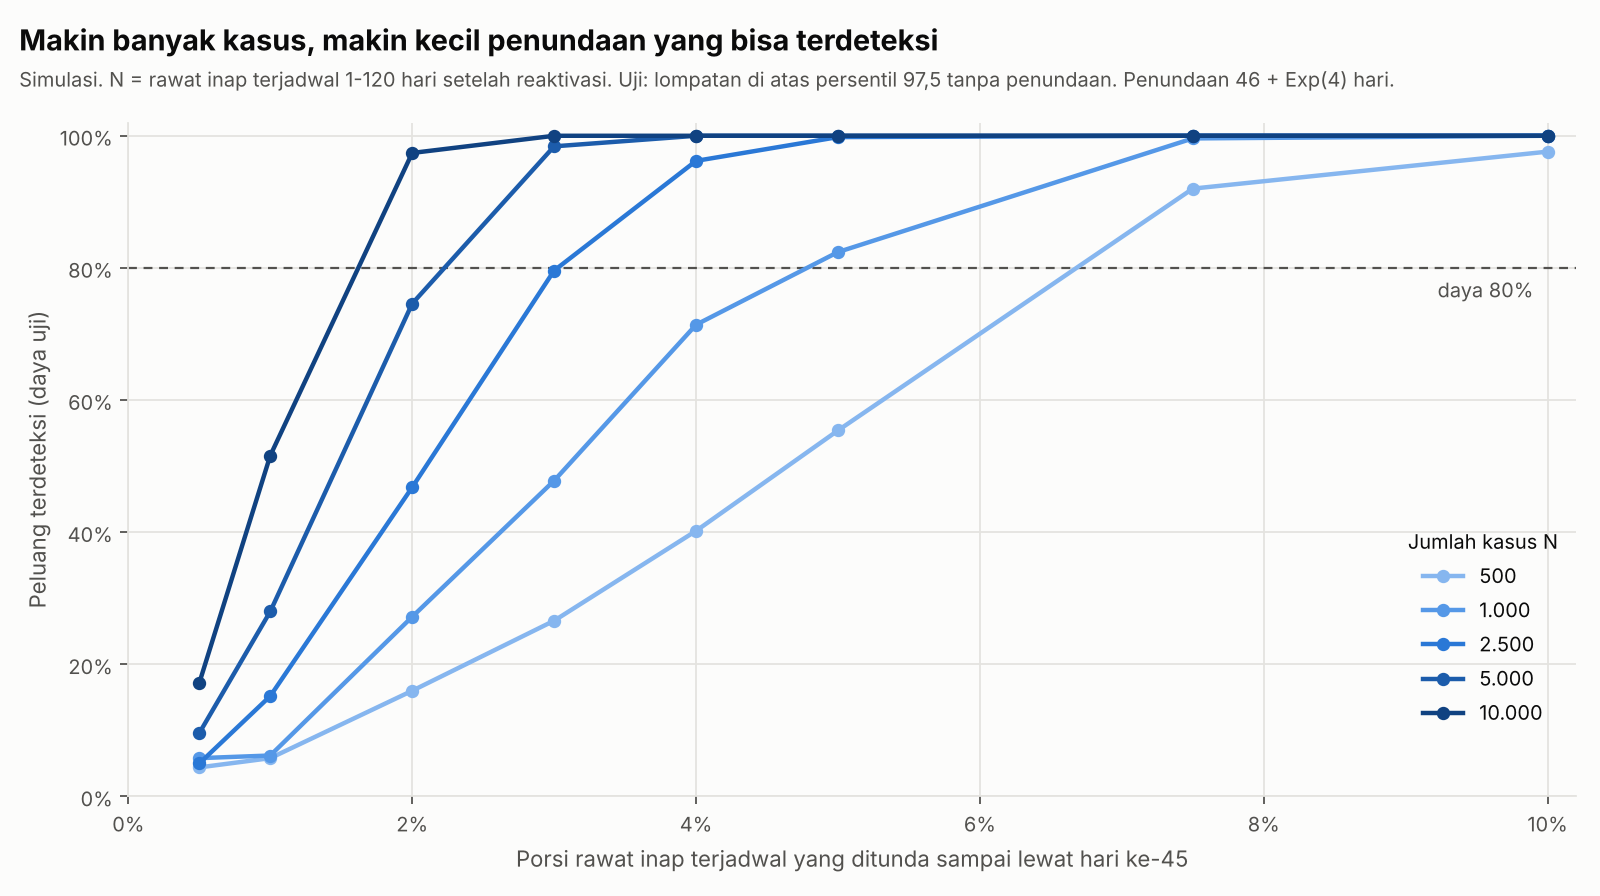 Makin banyak kasus, makin kecil penundaan yang bisa terdeteksi
Simulasi. N = rawat inap terjadwal 1-120 hari setelah reaktivasi. Uji: lompatan di atas persentil 97,5 tanpa penundaan. Penundaan 46 + Exp(4) hari.
Peluang terdeteksi (daya uji)
100%
80%
60%
40%
20%
0%
daya 80%
Jumlah kasus N
500
1.000
2.500
5.000
10.000
0%
2%
4%
6%
8%
10%
Porsi rawat inap terjadwal yang ditunda sampai lewat hari ke-45